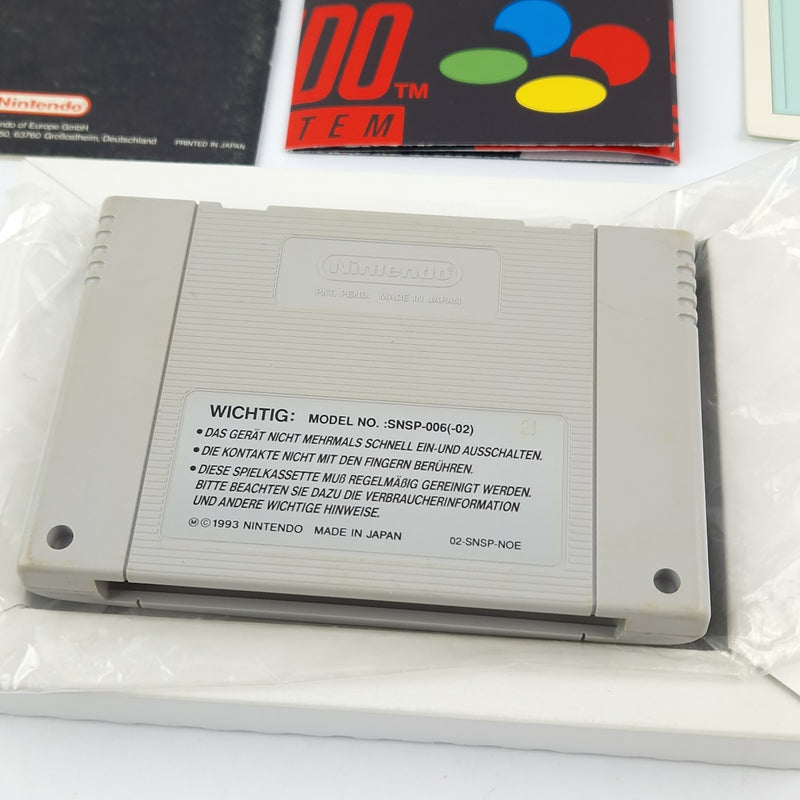 Nintendo
ndo of Europe GmbH
50, 63760 Großostheim, Deutschland
PRINTED IN JAPAN
DO TM
TEM
Nintendo
PAT. PEND. MADE IN JAPAN
WICHTIG: MODEL NO. :SNSP-006(-02)
• DAS GERÄT NICHT MEHRMALS SCHNELL EIN-UND AUSSCHALTEN.
• DIE KONTAKTE NICHT MIT DEN FINGERN BERÜHREN.
• DIESE SPIELKASSETTE MUß REGELMÄßIG GEREINIGT WERDEN.
BITTE BEACHTEN SIE DAZU DIE VERBRAUCHERINFORMATION
UND ANDERE WICHTIGE HINWEISE.
Ⓜ©1993 NINTENDO MADE IN JAPAN 02-SNSP-NOE